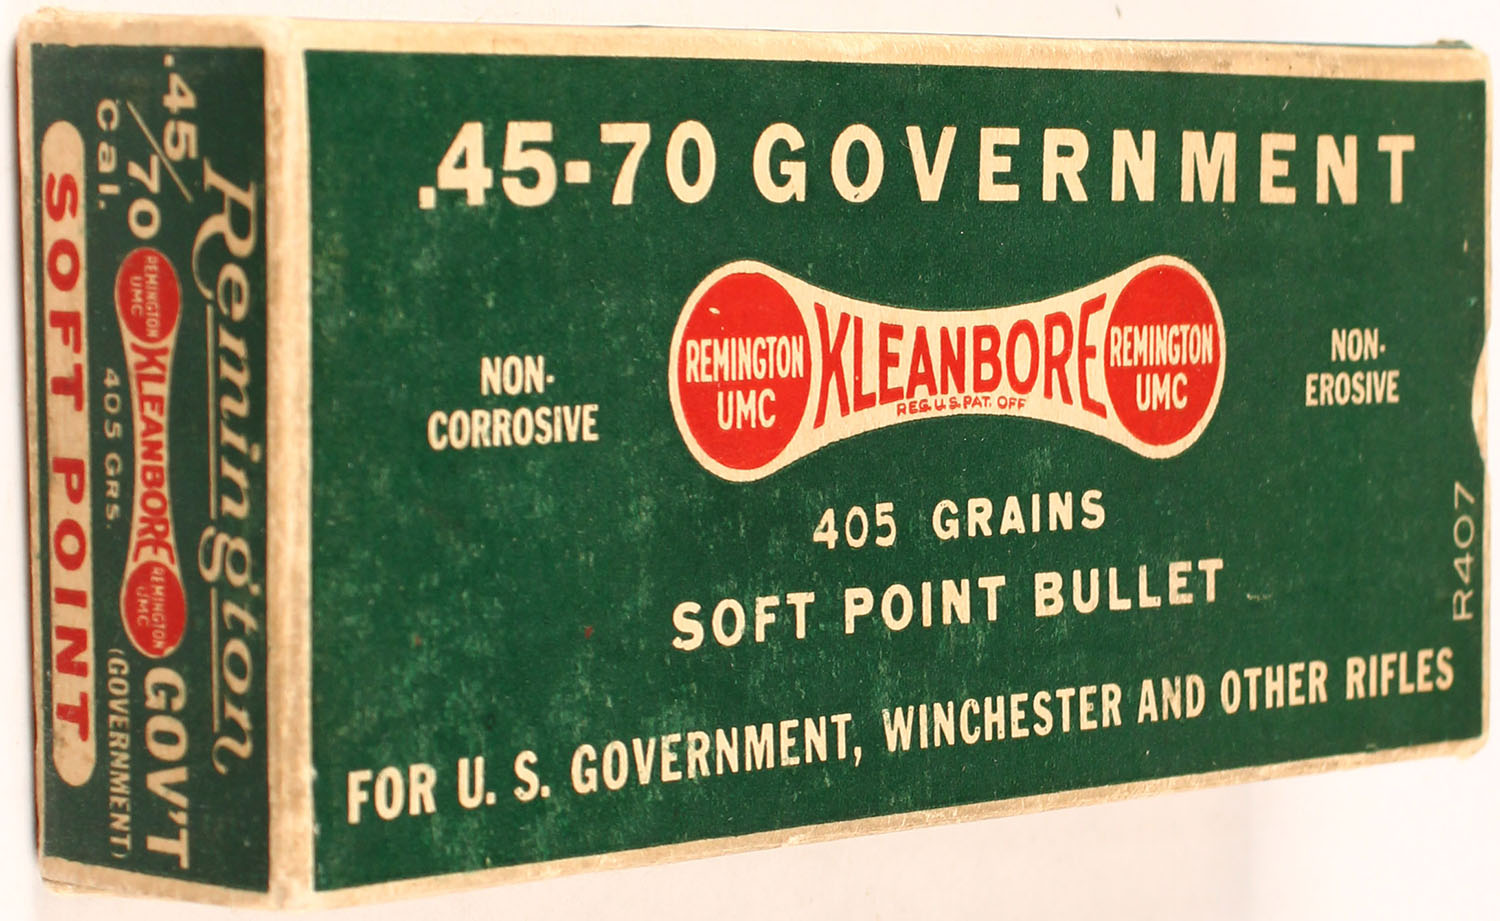 .45-70 GOVERNMENT
NON-
CORROSIVE
REMINGTON
UMC
KLEANBORE
REG. U.S. PAT. OFF
REMINGTON
UMC
NON-
EROSIVE
405 GRAINS
SOFT POINT BULLET
FOR U. S. GOVERNMENT, WINCHESTER AND OTHER RIFLES
R407
Remington
.45/70
REMINGTON
UMC
KLEANBORE
REMINGTON
UMC
GOV'T
Cal.
405 GRS.
(GOVERNMENT)
SOFT POINT